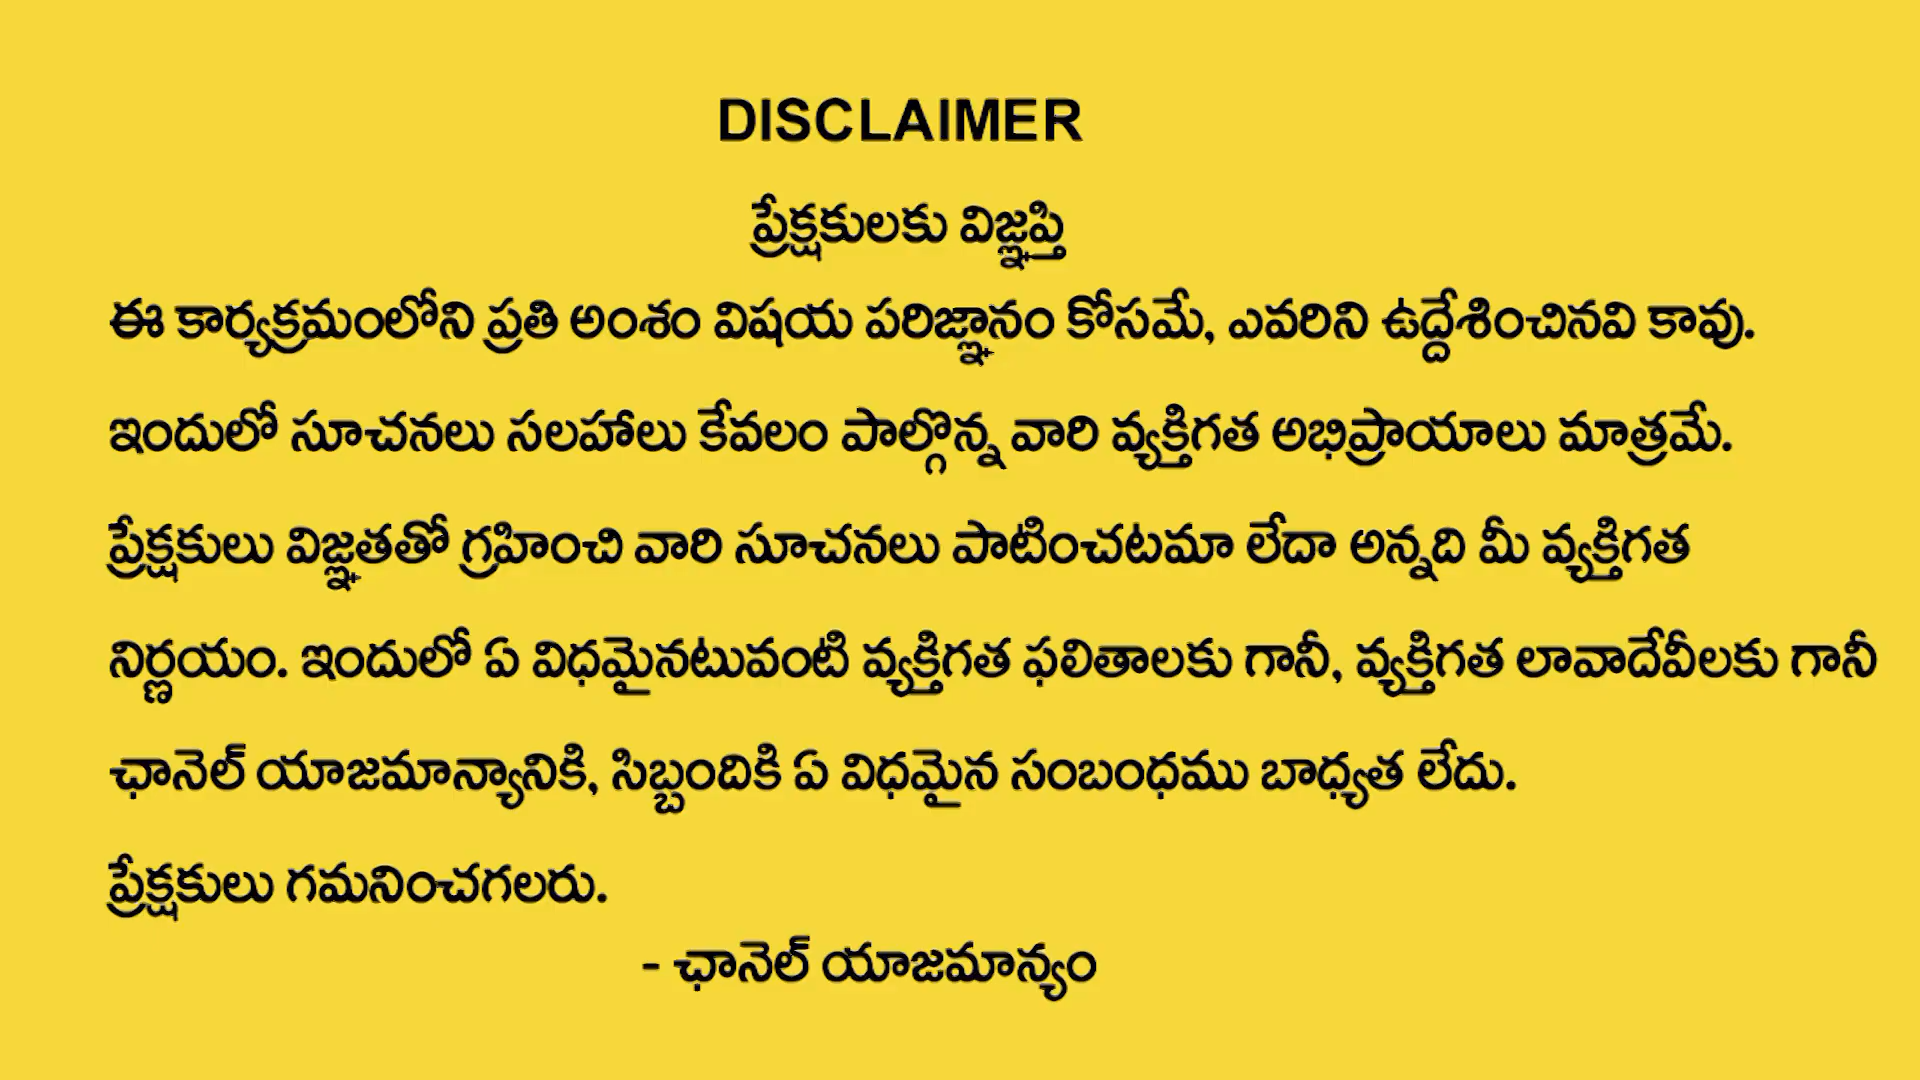 DISCLAIMER
ప్రేక్షకులకు విజ్ఞప్తి
ఈ కార్యక్రమంలోని ప్రతి అంశం విషయ పరిజ్ఞానం కోసమే, ఎవరిని ఉద్దేశించినవి కావు.
ఇందులో సూచనలు సలహాలు కేవలం పాల్గొన్న వారి వ్యక్తిగత అభిప్రాయాలు మాత్రమే.
ప్రేక్షకులు విజ్ఞతతో గ్రహించి వారి సూచనలు పాటించటమా లేదా అన్నది మీ వ్యక్తిగత
నిర్ణయం. ఇందులో ఏ విధమైనటువంటి వ్యక్తిగత ఫలితాలకు గానీ, వ్యక్తిగత లావాదేవీలకు గానీ
ఛానెల్ యాజమాన్యానికి, సిబ్బందికి ఏ విధమైన సంబంధము బాధ్యత లేదు.
ప్రేక్షకులు గమనించగలరు.
- ఛానెల్ యాజమాన్యం